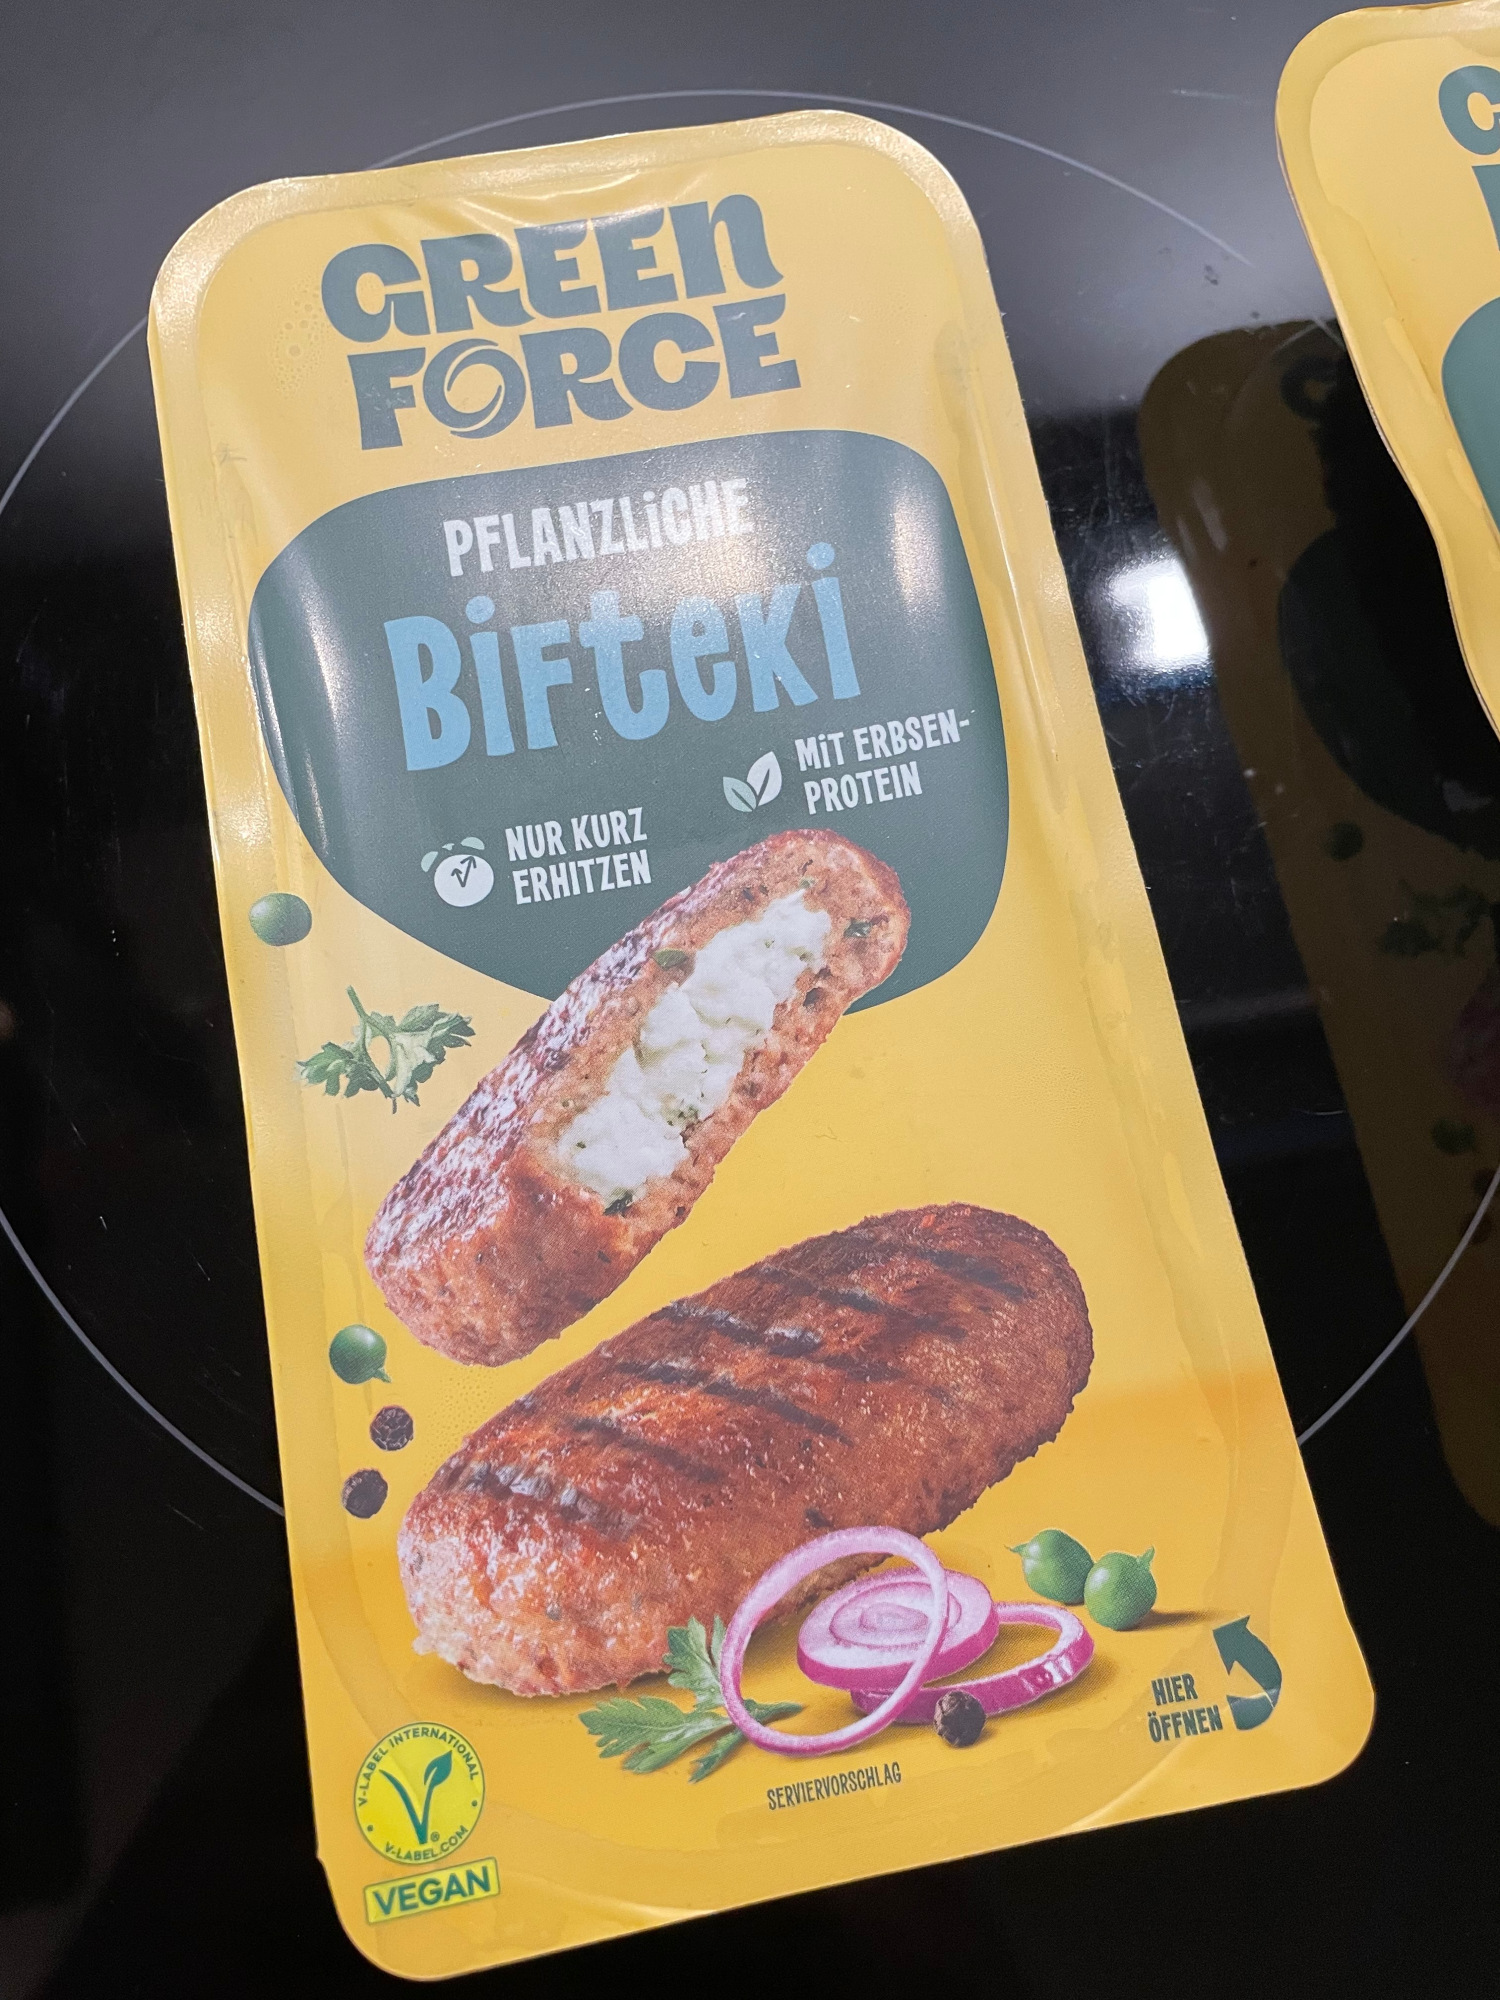 GREEN
FORCE
PFLANZLiCHE
BiFteKi
MiT ERBSEN-
PROTEIN
NUR KURZ
ERHITZEN
HIER
ÖFFNEN
SERVIERVORSCHLAG
V-LABEL INTERNATIONAL
V-LABEL.COM
VEGAN